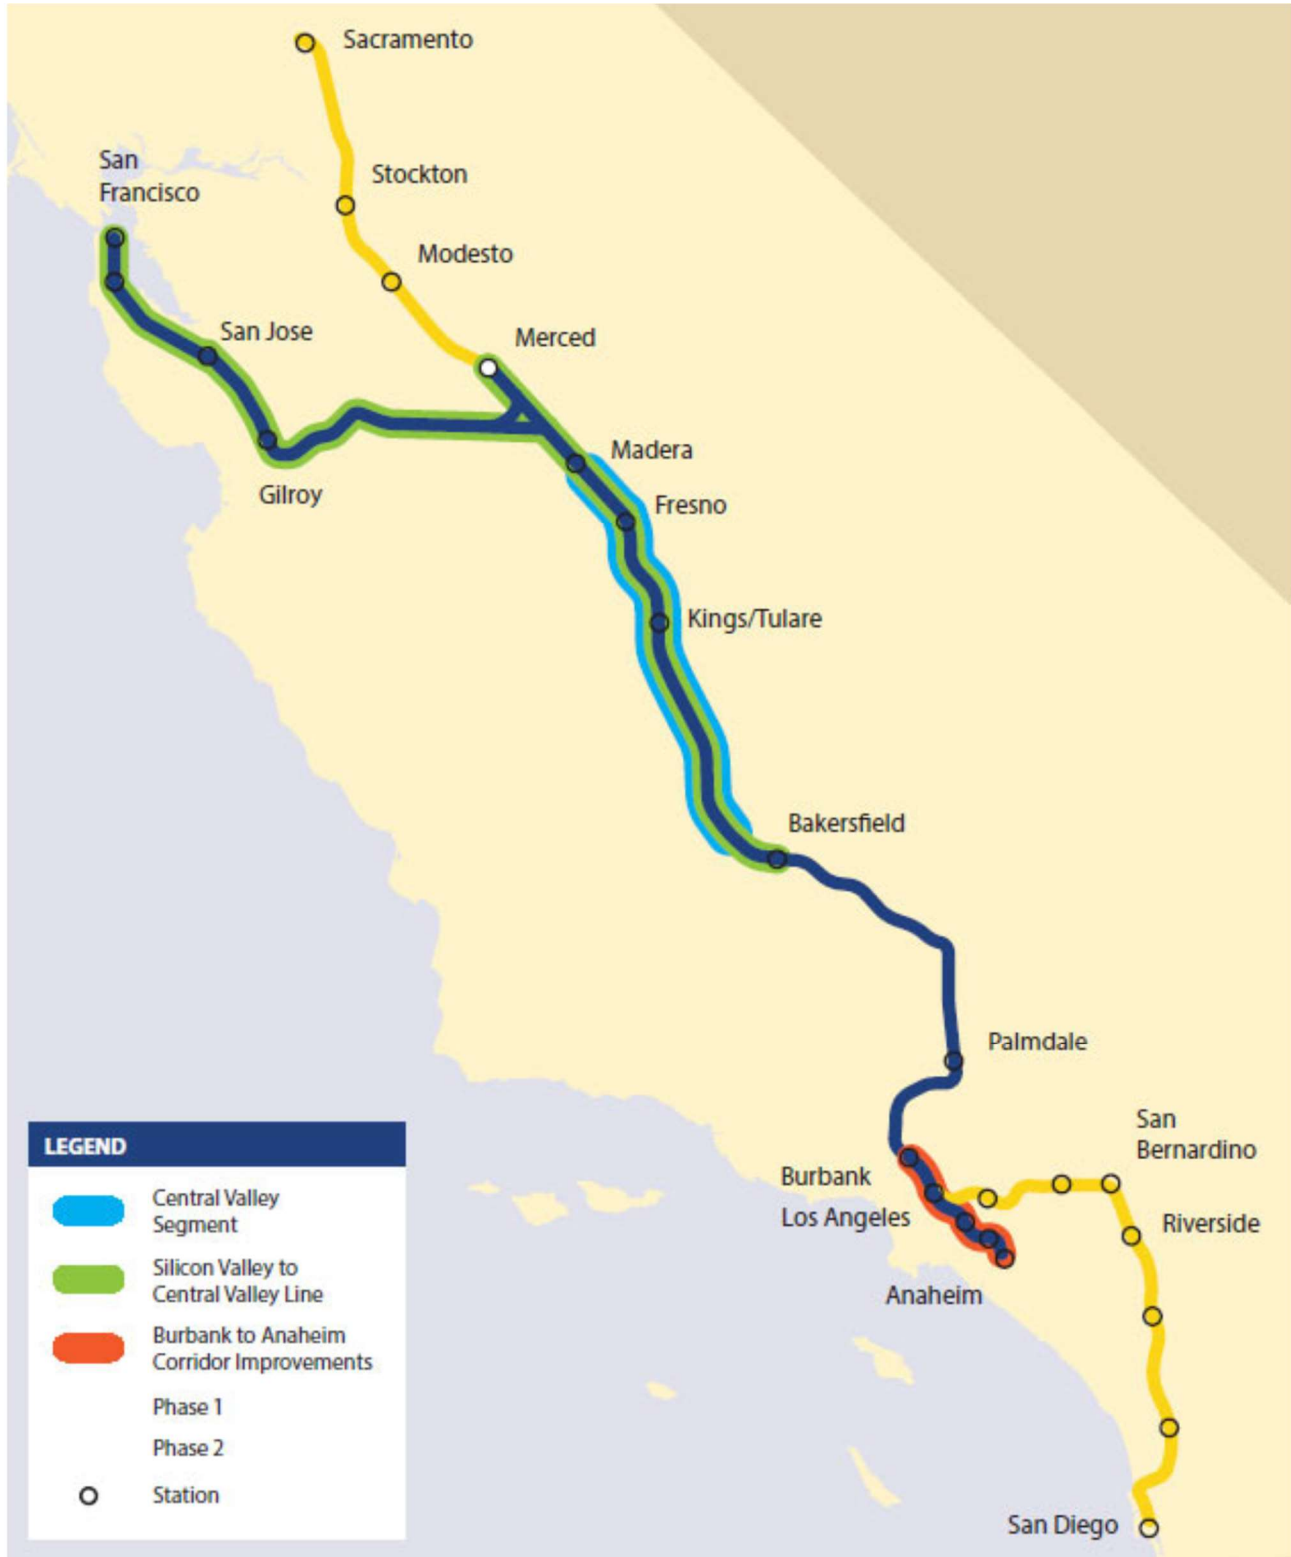 Sacramento
San
Francisco
Stockton
Modesto
San Jose
Merced
Madera
Gilroy
Fresno
Kings/Tulare
Bakersfield
Palmdale
San
Bernardino
Burbank
Los Angeles
Riverside
Anaheim
San Diego
LEGEND
Central Valley
Segment
Silicon Valley to
Central Valley Line
Burbank to Anaheim
Corridor Improvements
Phase 1
Phase 2
Station